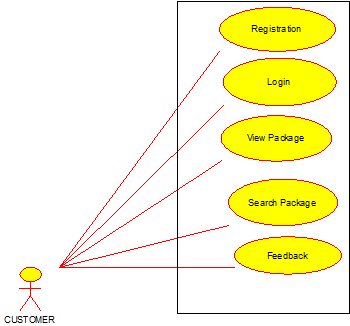 Registration
Login
View Package
Search Package
Feedback
CUSTOMER